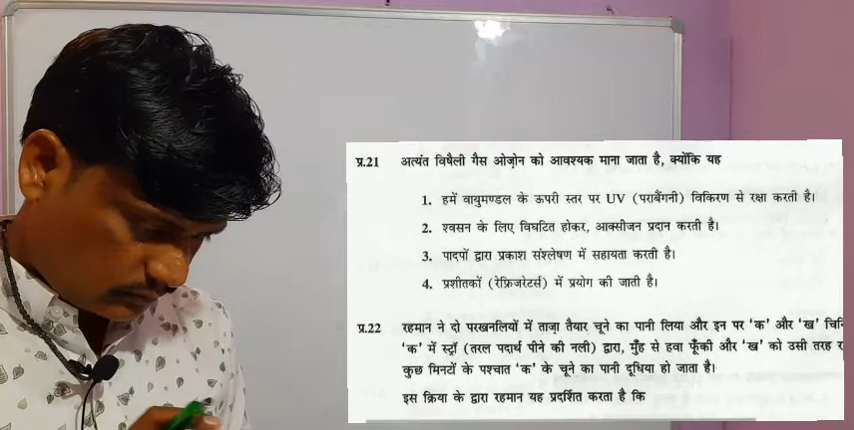 प्र.21 अत्यंत विषैली गैस ओज़ोन को आवश्यक माना जाता है, क्योंकि यह
1. हमें वायुमण्डल के ऊपरी स्तर पर UV (पराबैंगनी) विकिरण से रक्षा करती है।
2. श्वसन के लिए विघटित होकर, आक्सीजन प्रदान करती है।
3. पादपों द्वारा प्रकाश संश्लेषण में सहायता करती है।
4. प्रशीतकों (रेफ्रिजरेटर्स) में प्रयोग की जाती है।
प्र.22 रहमान ने दो परखनलियों में ताज़ा तैयार चूने का पानी लिया और इन पर 'क' और 'ख'
'क' में स्ट्रॉ (तरल पदार्थ पीने की नली) द्वारा, मुँह से हवा फूँकी और 'ख' को उसी तरह
कुछ मिनटों के पश्चात 'क' के चूने का पानी दूधिया हो जाता है।
इस क्रिया के द्वारा रहमान यह प्रदर्शित करता है कि